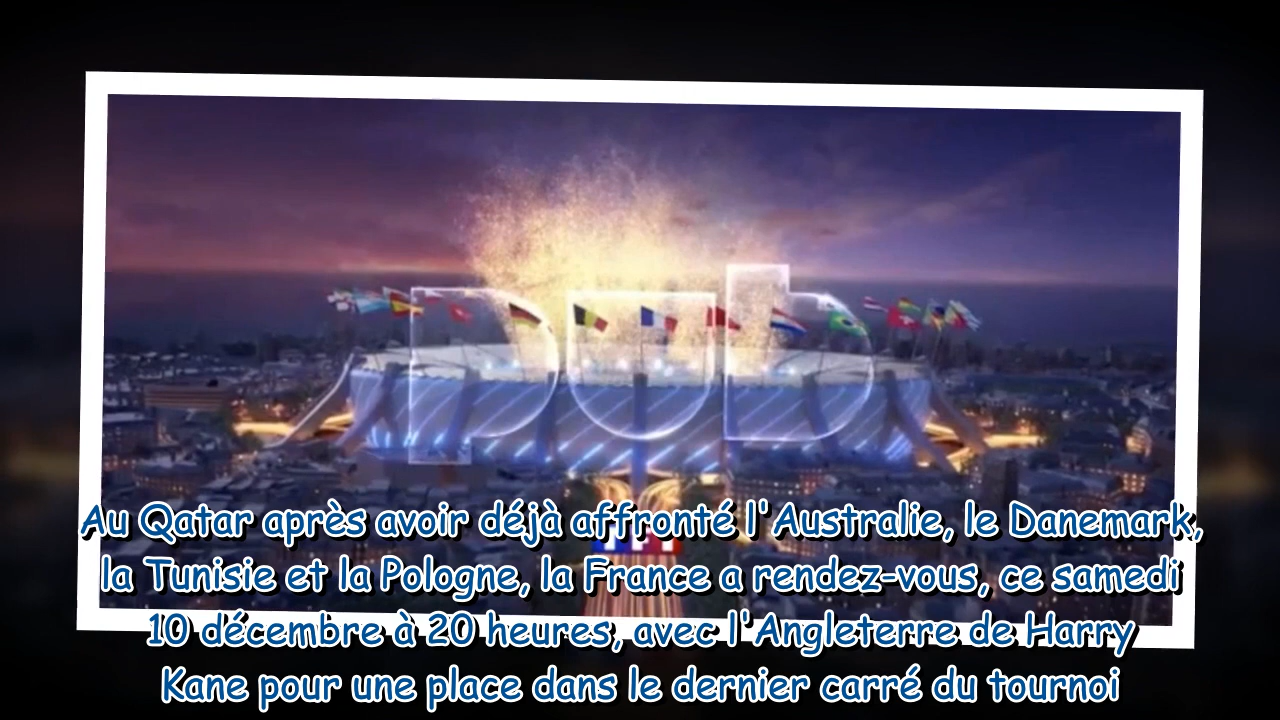 pub
Au Qatar après avoir déjà affronté l'Australie, le Danemark,
TF1
la Tunisie et la Pologne, la France a rendez-vous, ce samedi
10 décembre à 20 heures, avec l'Angleterre de Harry
Kane pour une place dans le dernier carré du tournoi